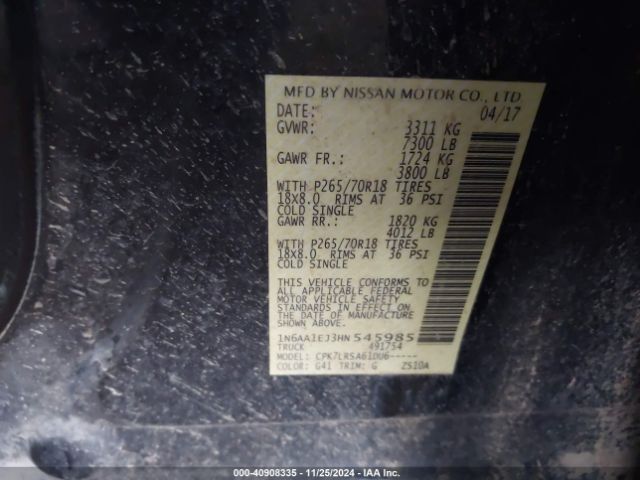 MFD BY NISSAN MOTOR CO., LTD
DATE: 04/17
GVWR: 3311 KG
7300 LB
GAWR FR.: 1724 KG
3800 LB
WITH P265/70R18 TIRES
18X8.0 RIMS AT 36 PSI
COLD SINGLE
GAWR RR.: 1820 KG
4012 LB
WITH P265/70R18 TIRES
18X8.0 RIMS AT 36 PSI
COLD SINGLE
THIS VEHICLE CONFORMS TO
ALL APPLICABLE FEDERAL
MOTOR VEHICLE SAFETY
STANDARDS IN EFFECT ON THE
DATE OF MANUFACTURE
SHOWN ABOVE.
1N6AA1EJ3HN 545985
TRUCK 491754
MODEL: CPK7LRSA61DU6-----
COLOR: G41 TRIM: G ZS10A
000-40908335 - 11/25/2024 - IAA Inc.